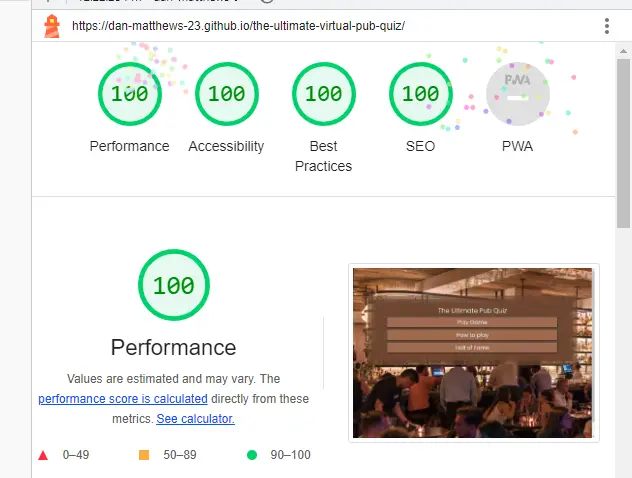 https://dan-matthews-23.github.io/the-ultimate-virtual-pub-quiz/
100 100 100 100 PWA
Performance Accessibility Best Practices SEO PWA
100
Performance
Values are estimated and may vary. The
performance score is calculated directly from these
metrics. See calculator.
0–49 50–89 90–100
The Ultimate Pub Quiz
Play Game
How to play
Hall of Fame